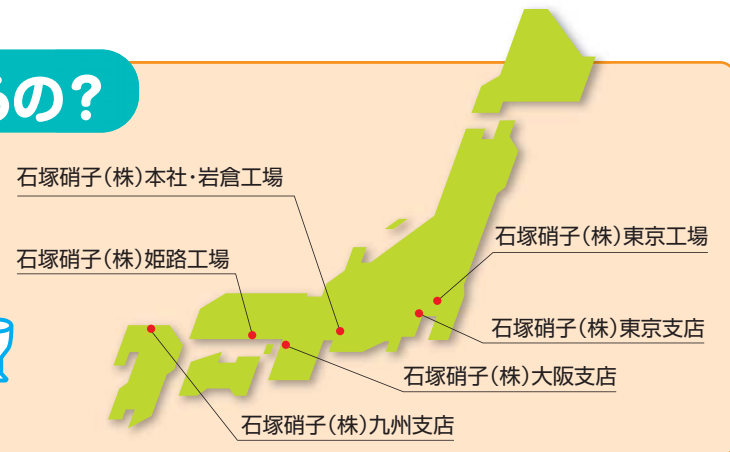 るの？
石塚硝子(株)本社・岩倉工場
石塚硝子(株)姫路工場
石塚硝子(株)東京工場
石塚硝子(株)東京支店
石塚硝子(株)大阪支店
石塚硝子(株)九州支店